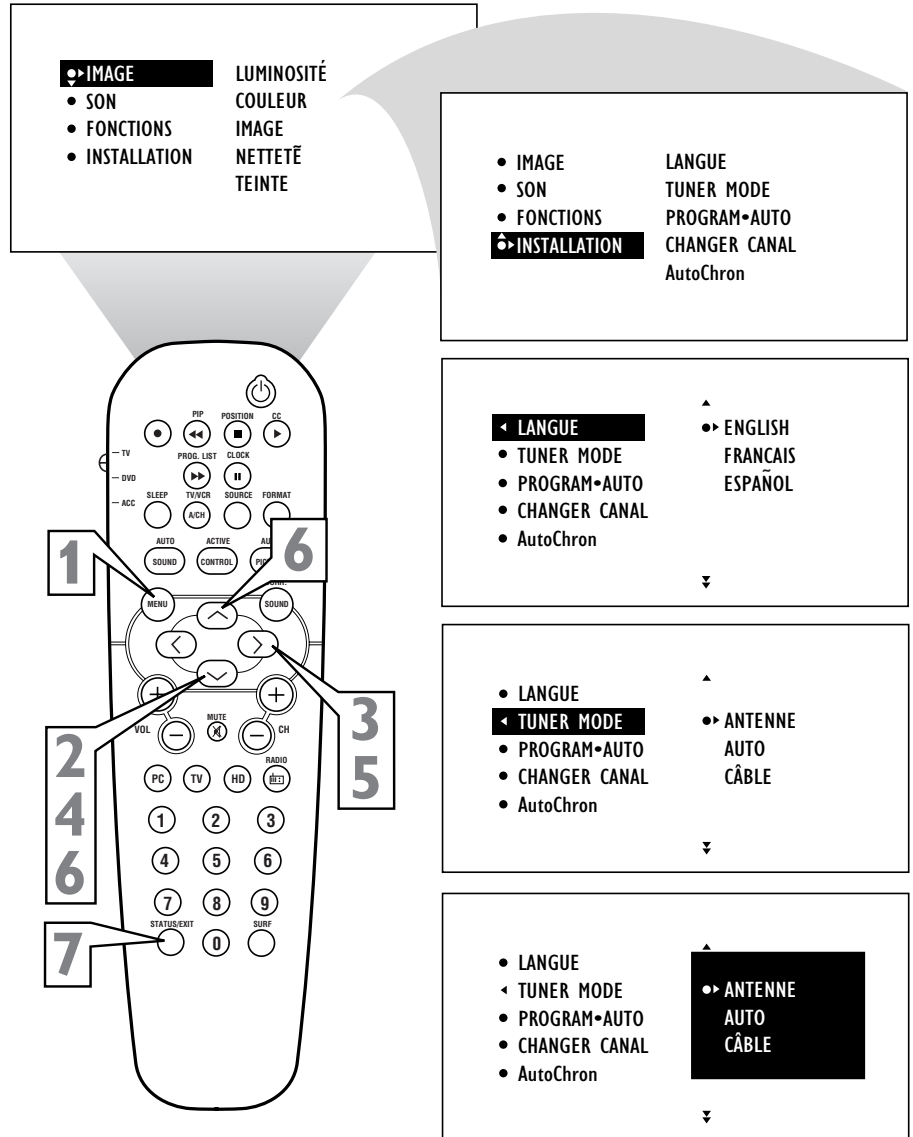 IMAGE LUMINOSITÉ
SON COULEUR
FONCTIONS IMAGE
INSTALLATION NETTETẼ
TEINTE
IMAGE LANGUE
SON TUNER MODE
FONCTIONS PROGRAM•AUTO
INSTALLATION CHANGER CANAL
AutoChron
LANGUE ENGLISH
TUNER MODE FRANCAIS
PROGRAM•AUTO ESPAÑOL
CHANGER CANAL
AutoChron
LANGUE
TUNER MODE ANTENNE
PROGRAM•AUTO AUTO
CHANGER CANAL CÂBLE
AutoChron
LANGUE
TUNER MODE ANTENNE
PROGRAM•AUTO AUTO
CHANGER CANAL CÂBLE
AutoChron
PIP POSITION CC
TV
PROG. LIST CLOCK
DVD
ACC
SLEEP TV/VCR SOURCE FORMAT
A/CH
AUTO ACTIVE
SOUND CONTROL
MENU SOUND
1
6
2
4
6
3
5
7
VOL MUTE CH
RADIO
PC TV HD
1 2 3
4 5 6
7 8 9
STATUS/EXIT SURF
0